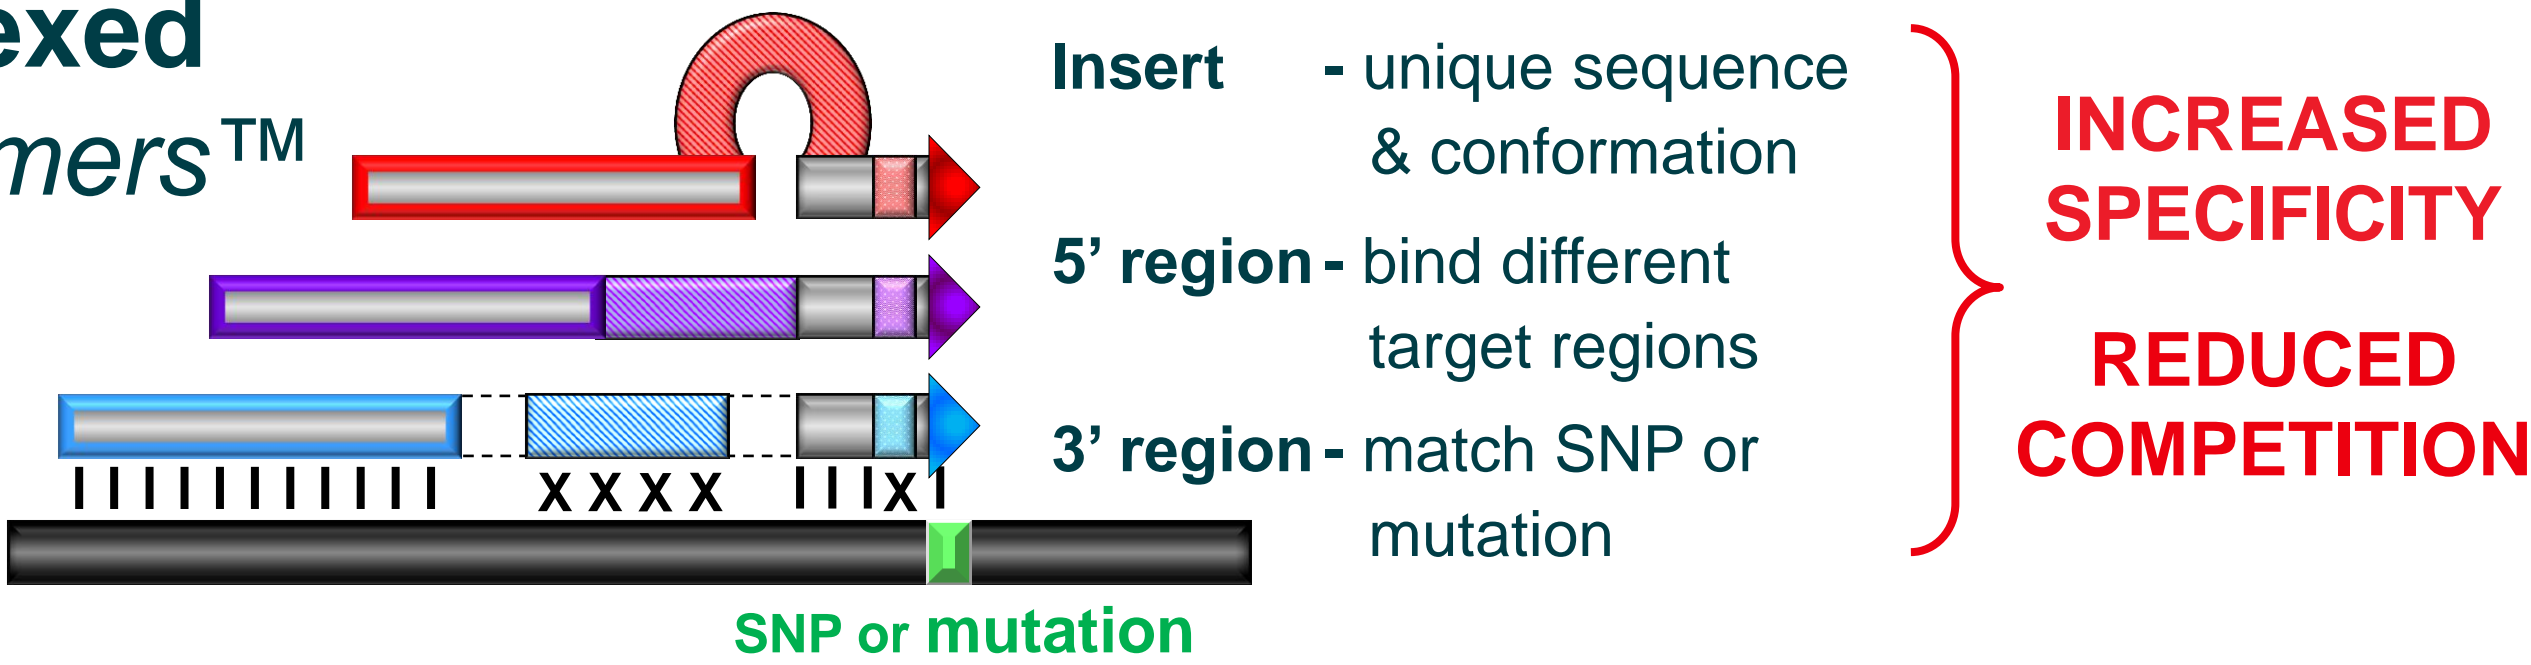 exed
mers™
Insert - unique sequence
& conformation
5’ region - bind different
target regions
3’ region - match SNP or
mutation
INCREASED
SPECIFICITY
REDUCED
COMPETITION
X X X X X
SNP or mutation